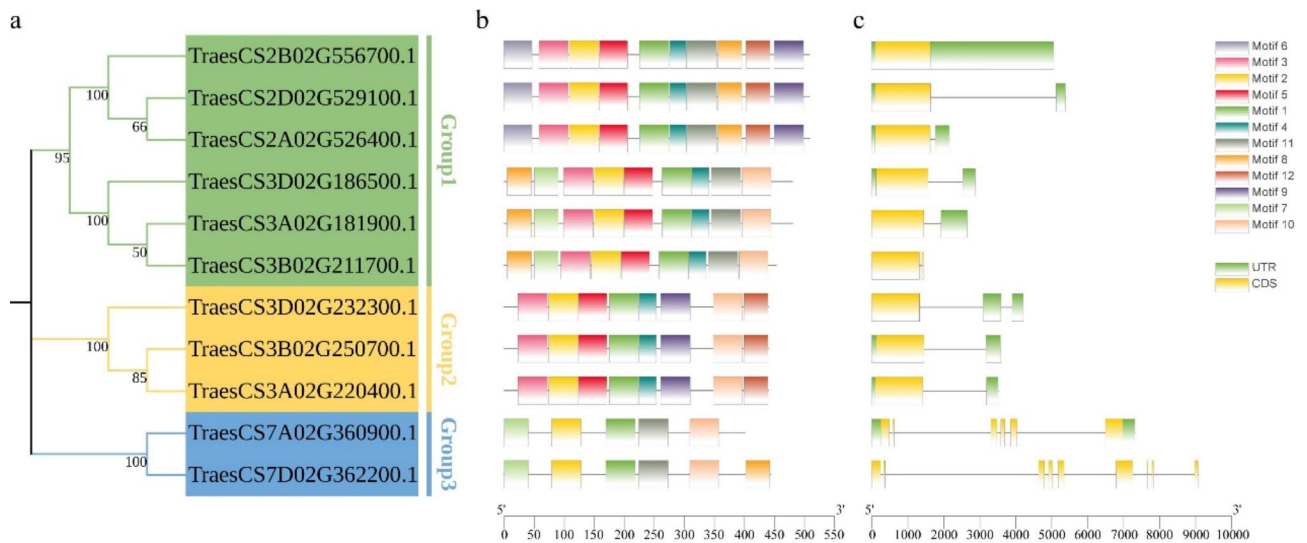 a
b
c
TraesCS2B02G556700.1
TraesCS2D02G529100.1
TraesCS2A02G526400.1
TraesCS3D02G186500.1
TraesCS3A02G181900.1
TraesCS3B02G211700.1
TraesCS3D02G232300.1
TraesCS3B02G250700.1
TraesCS3A02G220400.1
TraesCS7A02G360900.1
TraesCS7D02G362200.1
100
66
95
100
50
100
85
100
Group1
Group2
Group3
5' 3'
0 50 100 150 200 250 300 350 400 450 500 550
5' 3'
0 1000 2000 3000 4000 5000 6000 7000 8000 9000 10000
Motif 6
Motif 3
Motif 2
Motif 5
Motif 1
Motif 4
Motif 11
Motif 8
Motif 12
Motif 9
Motif 7
Motif 10
UTR
CDS